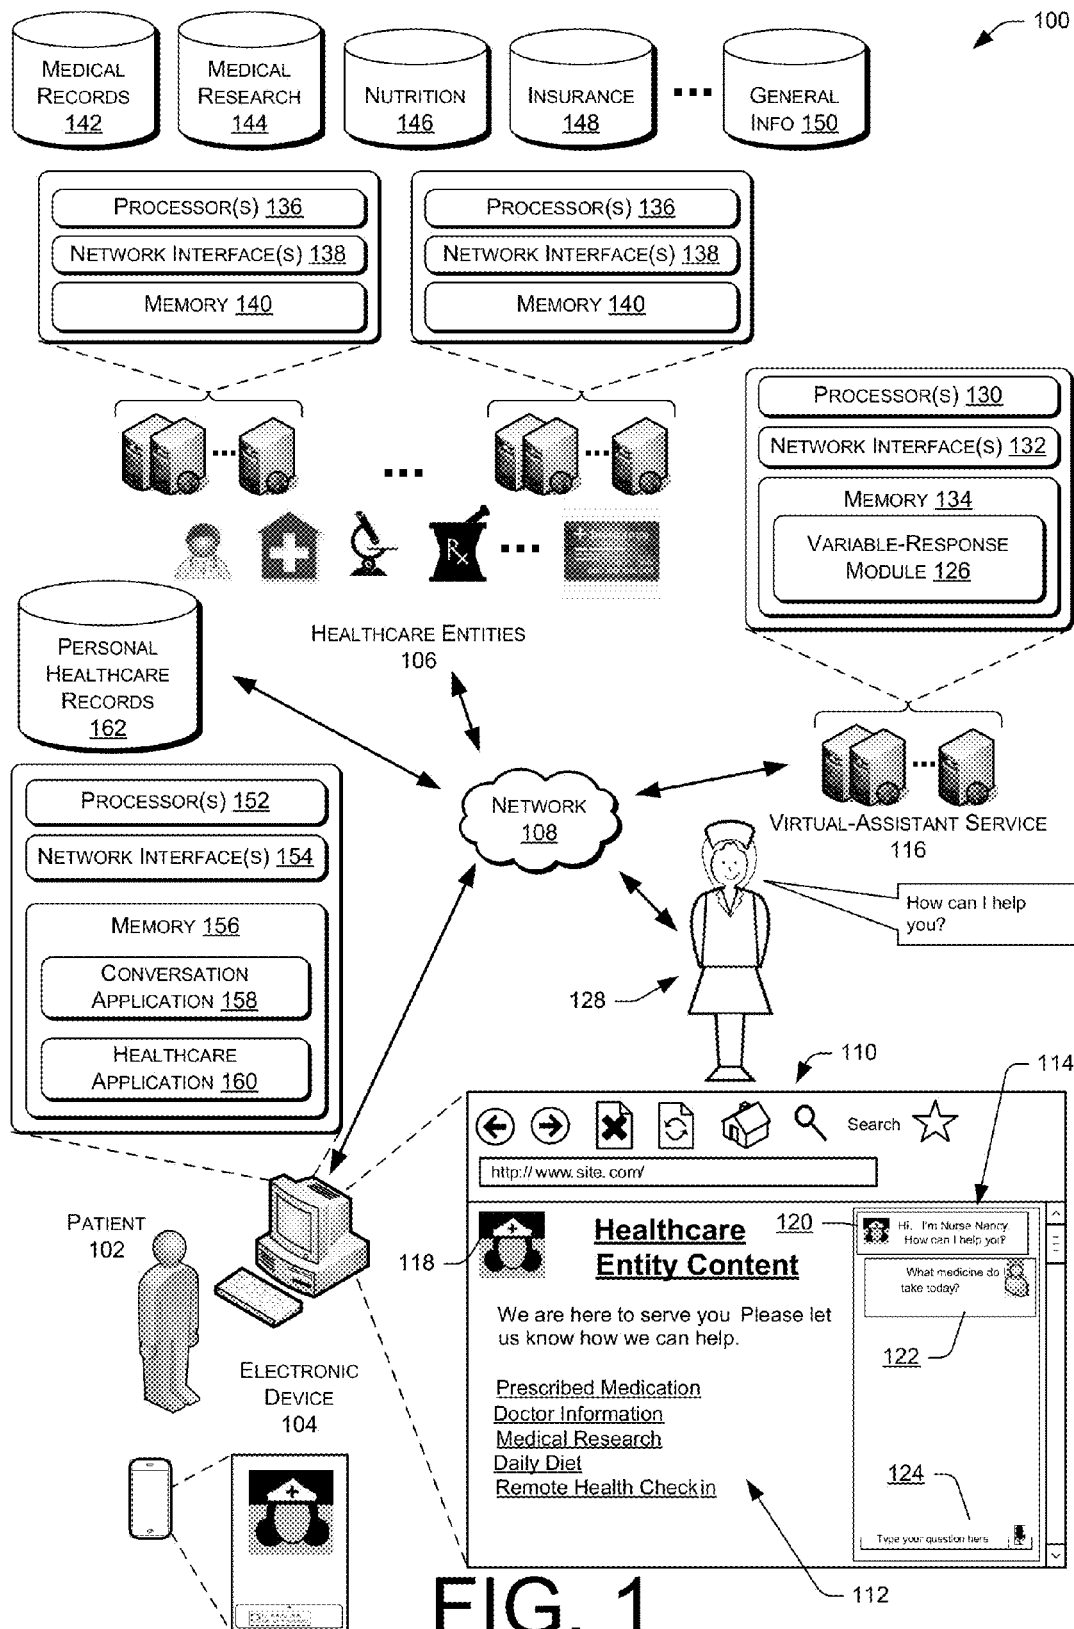 100
MEDICAL
RECORDS
142
MEDICAL
RESEARCH
144
NUTRITION
146
INSURANCE
148
GENERAL
INFO 150
PROCESSOR(S) 136
NETWORK INTERFACE(S) 138
MEMORY 140
PROCESSOR(S) 136
NETWORK INTERFACE(S) 138
MEMORY 140
PROCESSOR(S) 130
NETWORK INTERFACE(S) 132
MEMORY 134
VARIABLE-RESPONSE
MODULE 126
Rx
HEALTHCARE ENTITIES
106
PERSONAL
HEALTHCARE
RECORDS
162
NETWORK
108
VIRTUAL-ASSISTANT SERVICE
116
How can I help
you?
128
PROCESSOR(S) 152
NETWORK INTERFACE(S) 154
MEMORY 156
CONVERSATION
APPLICATION 158
HEALTHCARE
APPLICATION 160
110
114
Search
http://www.site.com/
PATIENT
102
118
Healthcare
Entity Content
120
Hi. I'm Nurse Nancy.
How can I help you?
What medicine do
take today?
122
We are here to serve you Please let
us know how we can help.
Prescribed Medication
Doctor Information
Medical Research
Daily Diet
Remote Health Checkin
124
Type your question here
112
ELECTRONIC
DEVICE
104
FIG. 1